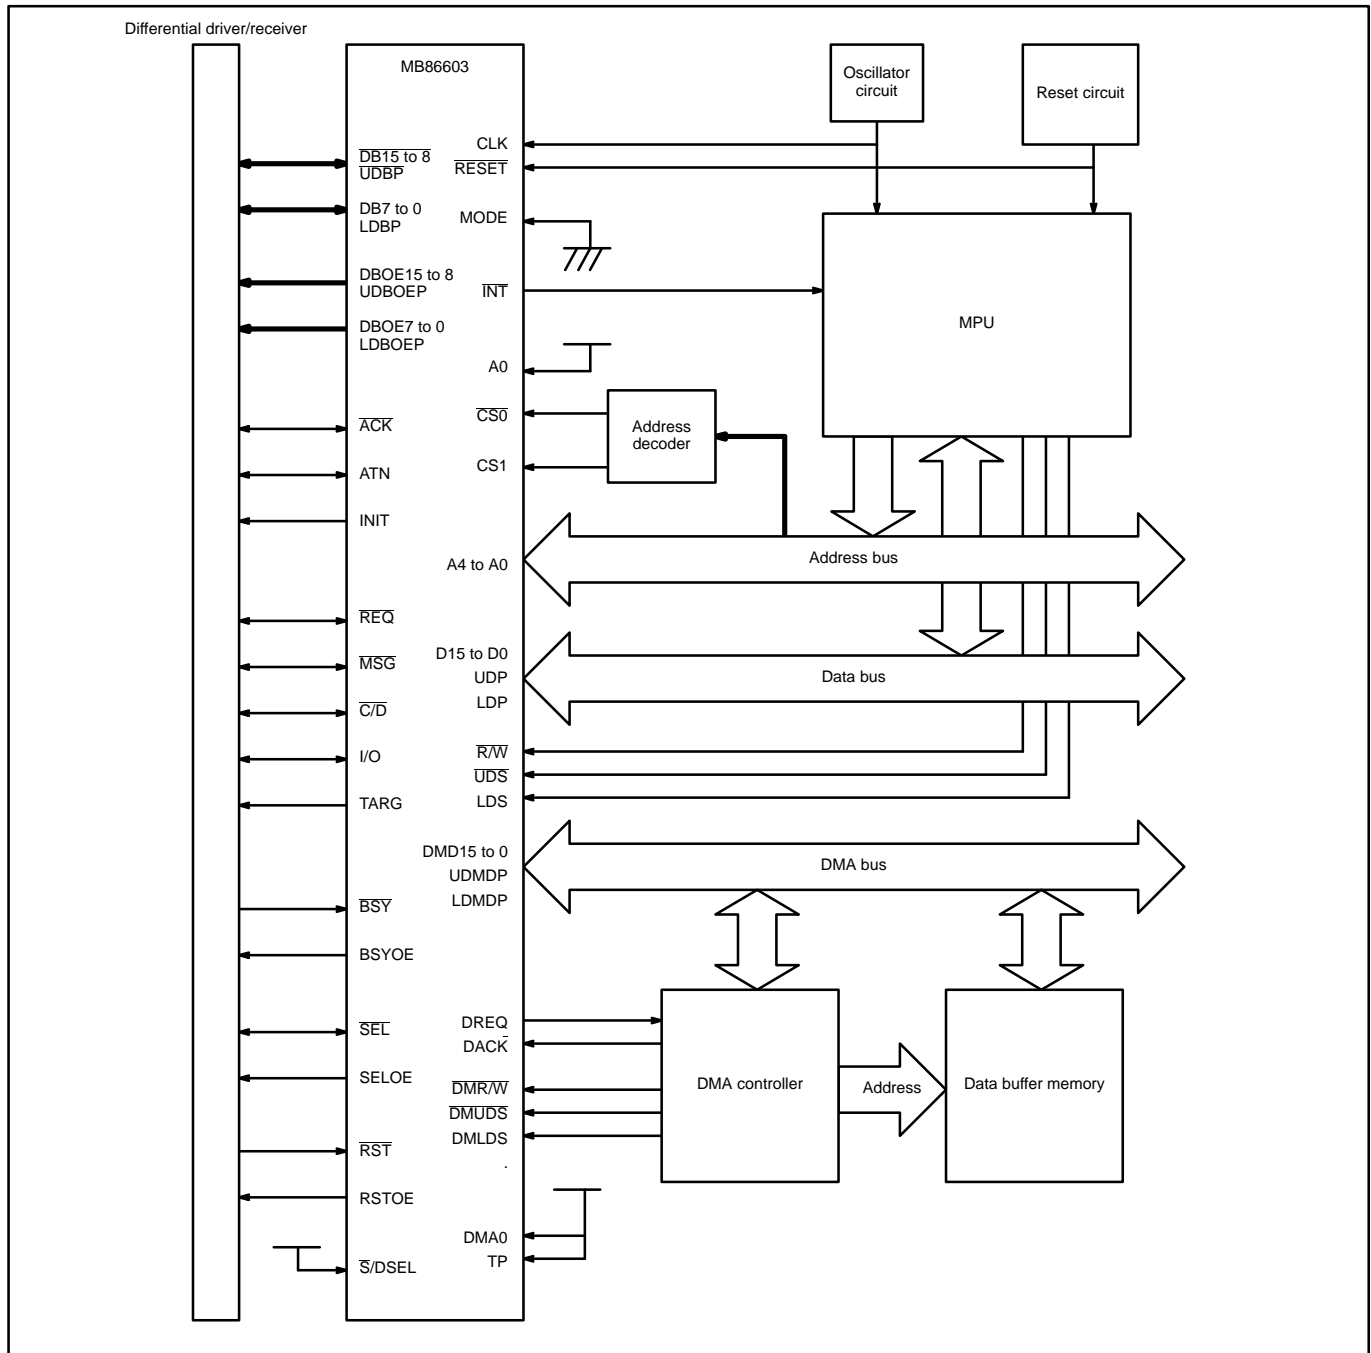 Differential driver/receiver
MB86603
Oscillator
circuit
Reset circuit
DB15 to 8
UDBP
DB7 to 0
LDBP
DBOE15 to 8
UDBOEP
DBOE7 to 0
LDBOEP
ACK
ATN
INIT
REQ
MSG
C/D
I/O
TARG
BSY
BSYOE
SEL
SELOE
RST
RSTOE
S/DSEL
CLK
RESET
MODE
INT
A0
CS0
CS1
A4 to A0
D15 to D0
UDP
LDP
R/W
UDS
LDS
DMD15 to 0
UDMDP
LDMDP
DREQ
DACK
DMR/W
DMUDS
DMLDS
.
DMA0
TP
MPU
Address
decoder
Address bus
Data bus
DMA bus
DMA controller
Address
Data buffer memory